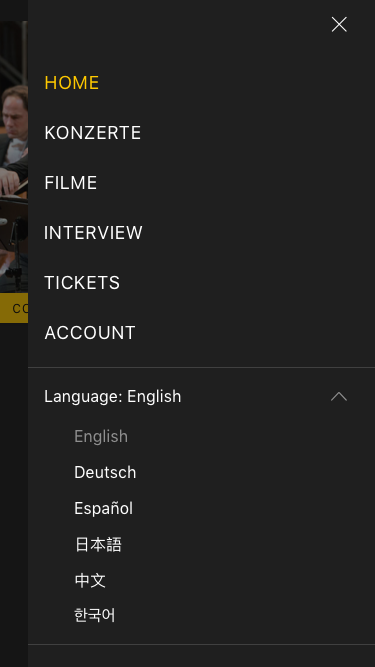 HOME
KONZERTE
FILME
INTERVIEW
TICKETS
ACCOUNT
Language: English
English
Deutsch
Español
日本語
中文
한국어